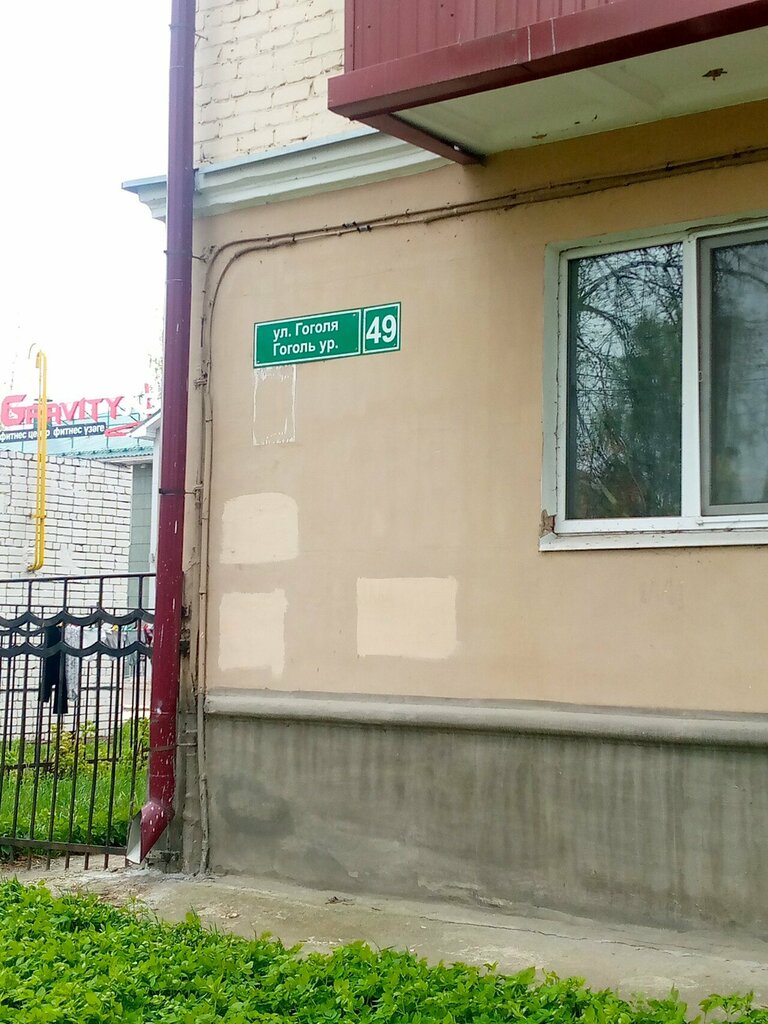 ул. Гоголя
Гоголь ур.
49
GRAVITY
фитнес центр фитнес үзәге